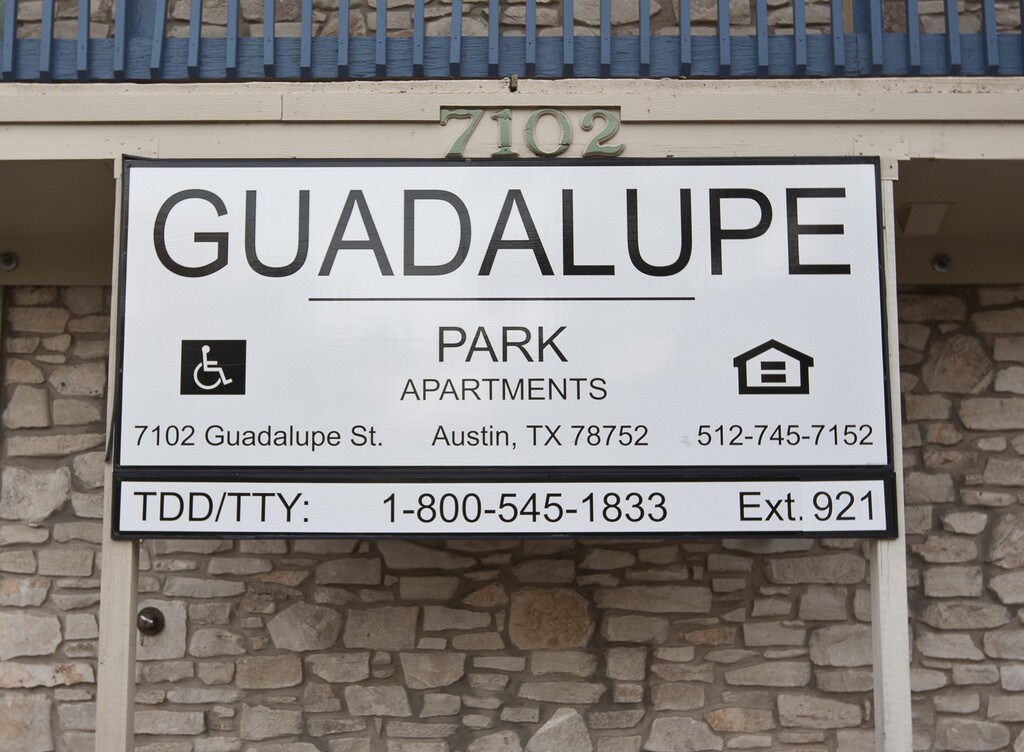 7102
GUADALUPE
PARK
APARTMENTS
7102 Guadalupe St. Austin, TX 78752 512-745-7152
TDD/TTY: 1-800-545-1833 Ext. 921